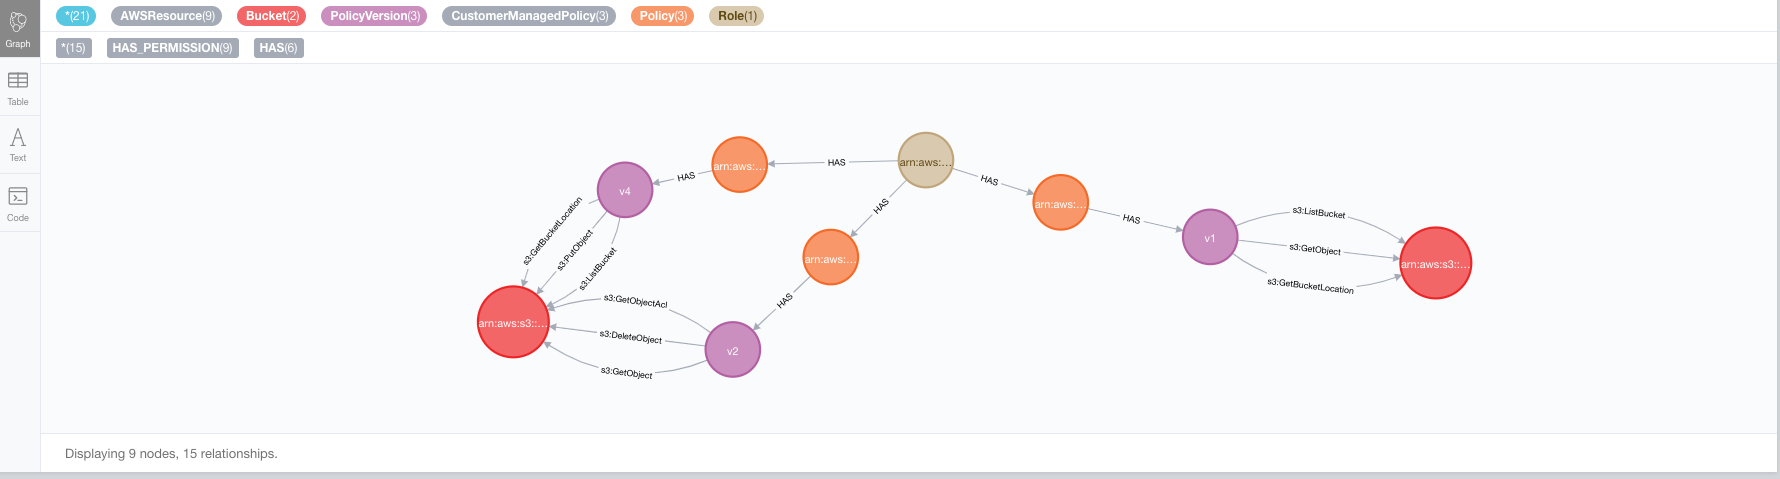 *(21) AWSResource(9) Bucket(2) PolicyVersion(3) CustomerManagedPolicy(3) Policy(3) Role(1)
*(15) HAS_PERMISSION(9) HAS(6)
Graph
Table
Text
Code
arn:aws:...
HAS
arn:aws:...
HAS
v4
HAS
arn:aws:...
HAS
v1
HAS
arn:aws:...
HAS
v2
s3:GetBucketLocation
s3:PutObject
s3:ListBucket
arn:aws:s3::...
s3:GetObjectAcl
s3:DeleteObject
s3:GetObject
s3:ListBucket
s3:GetObject
s3:GetBucketLocation
arn:aws:s3::...
Displaying 9 nodes, 15 relationships.